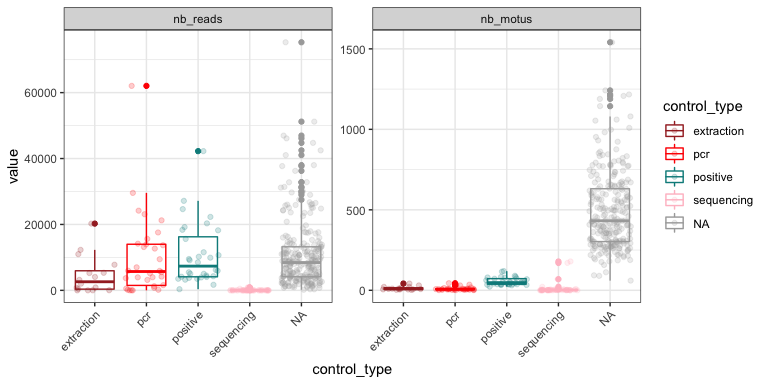 nb_reads
nb_motus
value
60000
40000
20000
0
1500
1000
500
0
extraction
pcr
positive
sequencing
NA
extraction
pcr
positive
sequencing
NA
control_type
control_type
extraction
pcr
positive
sequencing
NA